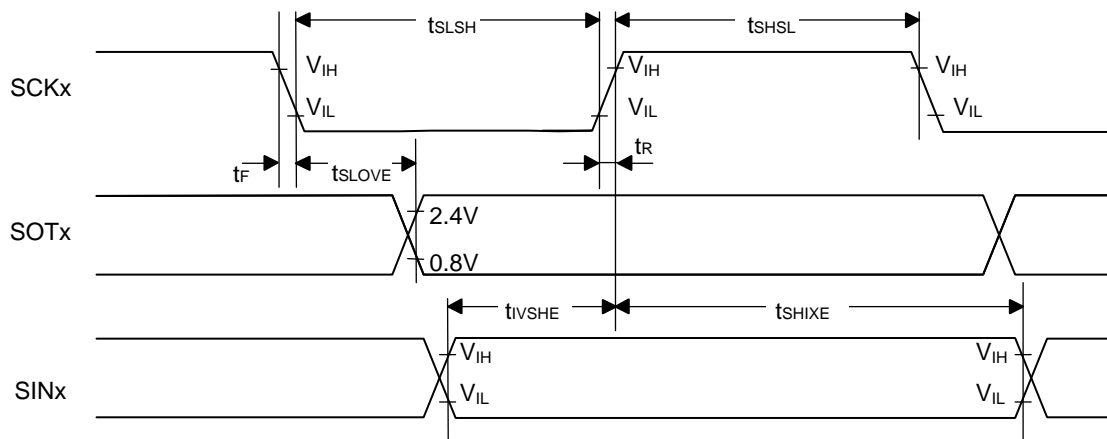 tSLSH tSHSL
SCKx VIH VIH VIH
VIL VIL VIL
tF tSLOVE tR
SOTx 2.4V
0.8V
tIVSHE tSHIXE
SINx VIH VIH
VIL VIL